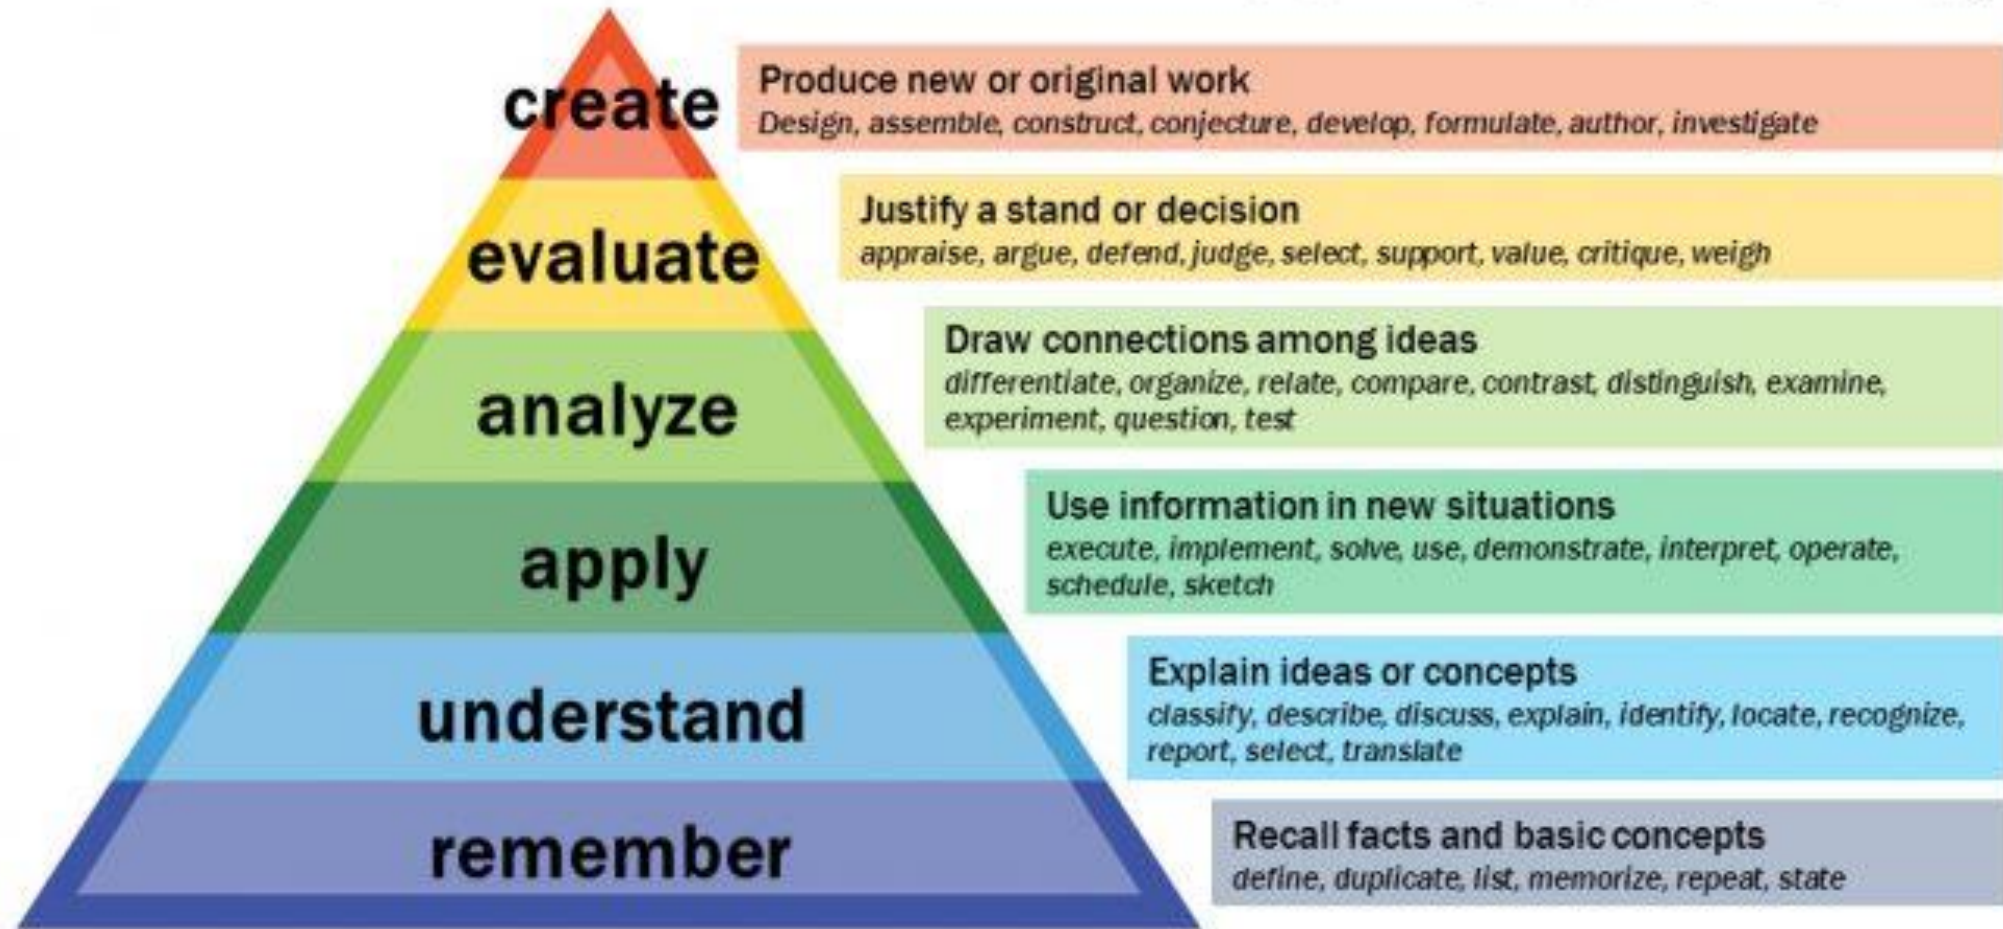 create
Produce new or original work
Design, assemble, construct, conjecture, develop, formulate, author, investigate
evaluate
Justify a stand or decision
appraise, argue, defend, judge, select, support, value, critique, weigh
analyze
Draw connections among ideas
differentiate, organize, relate, compare, contrast, distinguish, examine,
experiment, question, test
apply
Use information in new situations
execute, implement, solve, use, demonstrate, interpret, operate,
schedule, sketch
understand
Explain ideas or concepts
classify, describe, discuss, explain, identify, locate, recognize,
report, select, translate
remember
Recall facts and basic concepts
define, duplicate, list, memorize, repeat, state